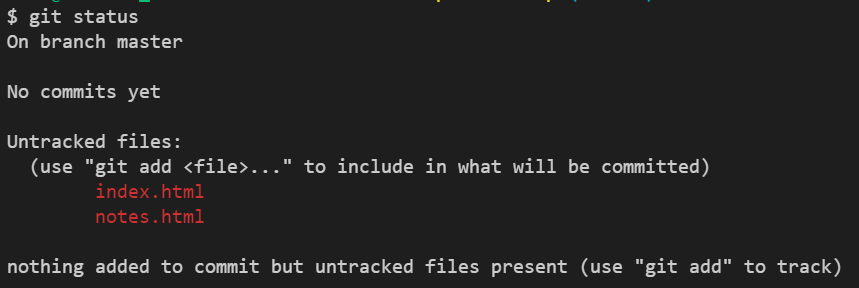 $ git status
On branch master
No commits yet
Untracked files:
(use "git add <file>..." to include in what will be committed)
index.html
notes.html
nothing added to commit but untracked files present (use "git add" to track)